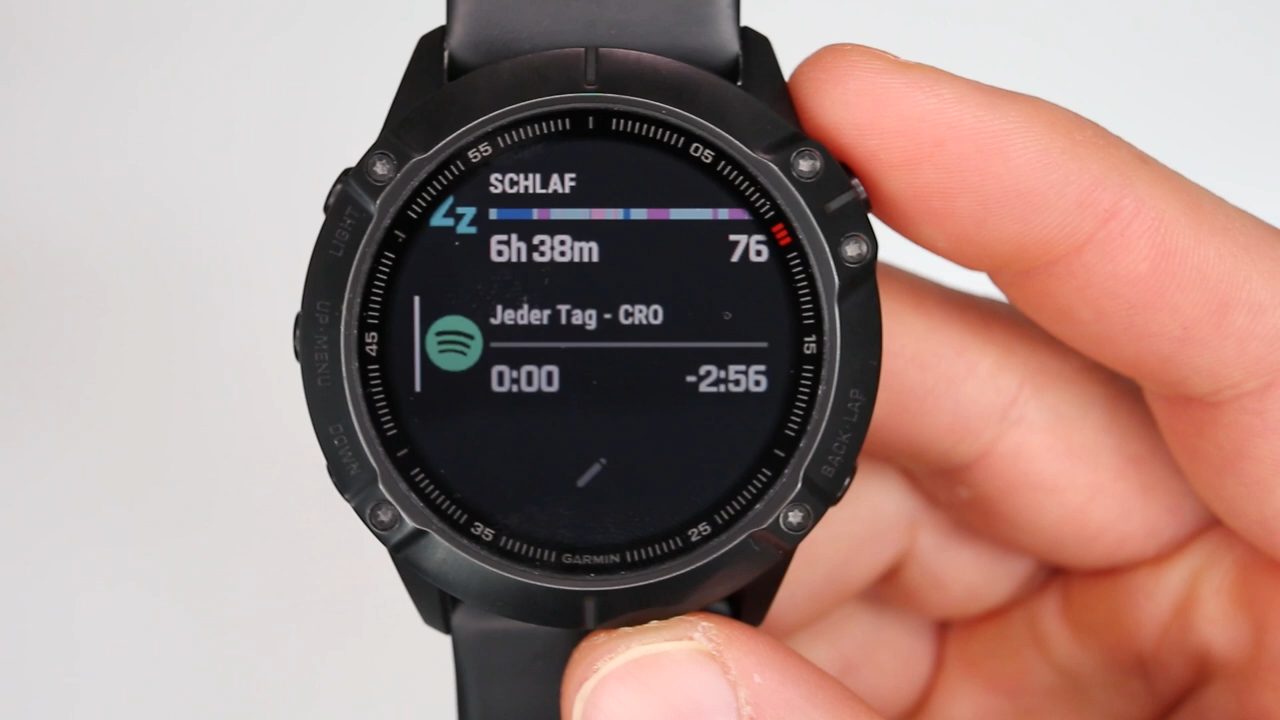 55
05
LIGHT
SCHLAF
Zz
6h 38m 76
UP·MENU
Jeder Tag - CRO
45
15
0:00 -2:56
DOWN
BACK·LAP
35
25
GARMIN